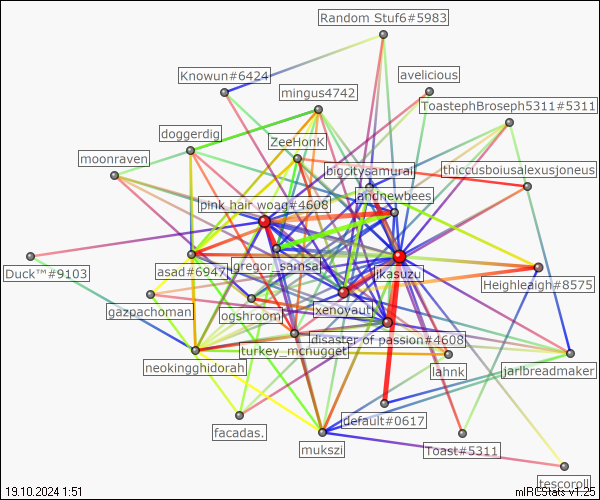 Random Stuf6#5983
Knowun#6424
avelicious
mingus4742
ToastephBroseph5311#5311
doggerdig
ZeeHonk
moonraven
bigcitysamurai
thiccusboiusalexusjoneus
pink hair woag#4608
andnewbees
Duck™#9103
asad#6947
gregor_samsa
jkasuzu
Heighleaigh#8575
gazpachoman
ogshroom
xenoyaut
disaster of passion#4608
turkey_mcnugget
neokingghidorah
lahnk
jarlbreadmaker
default#0617
facadas.
mukszi
Toast#5311
tescoroll
19.10.2024 1:51
mIRCStats v1.25